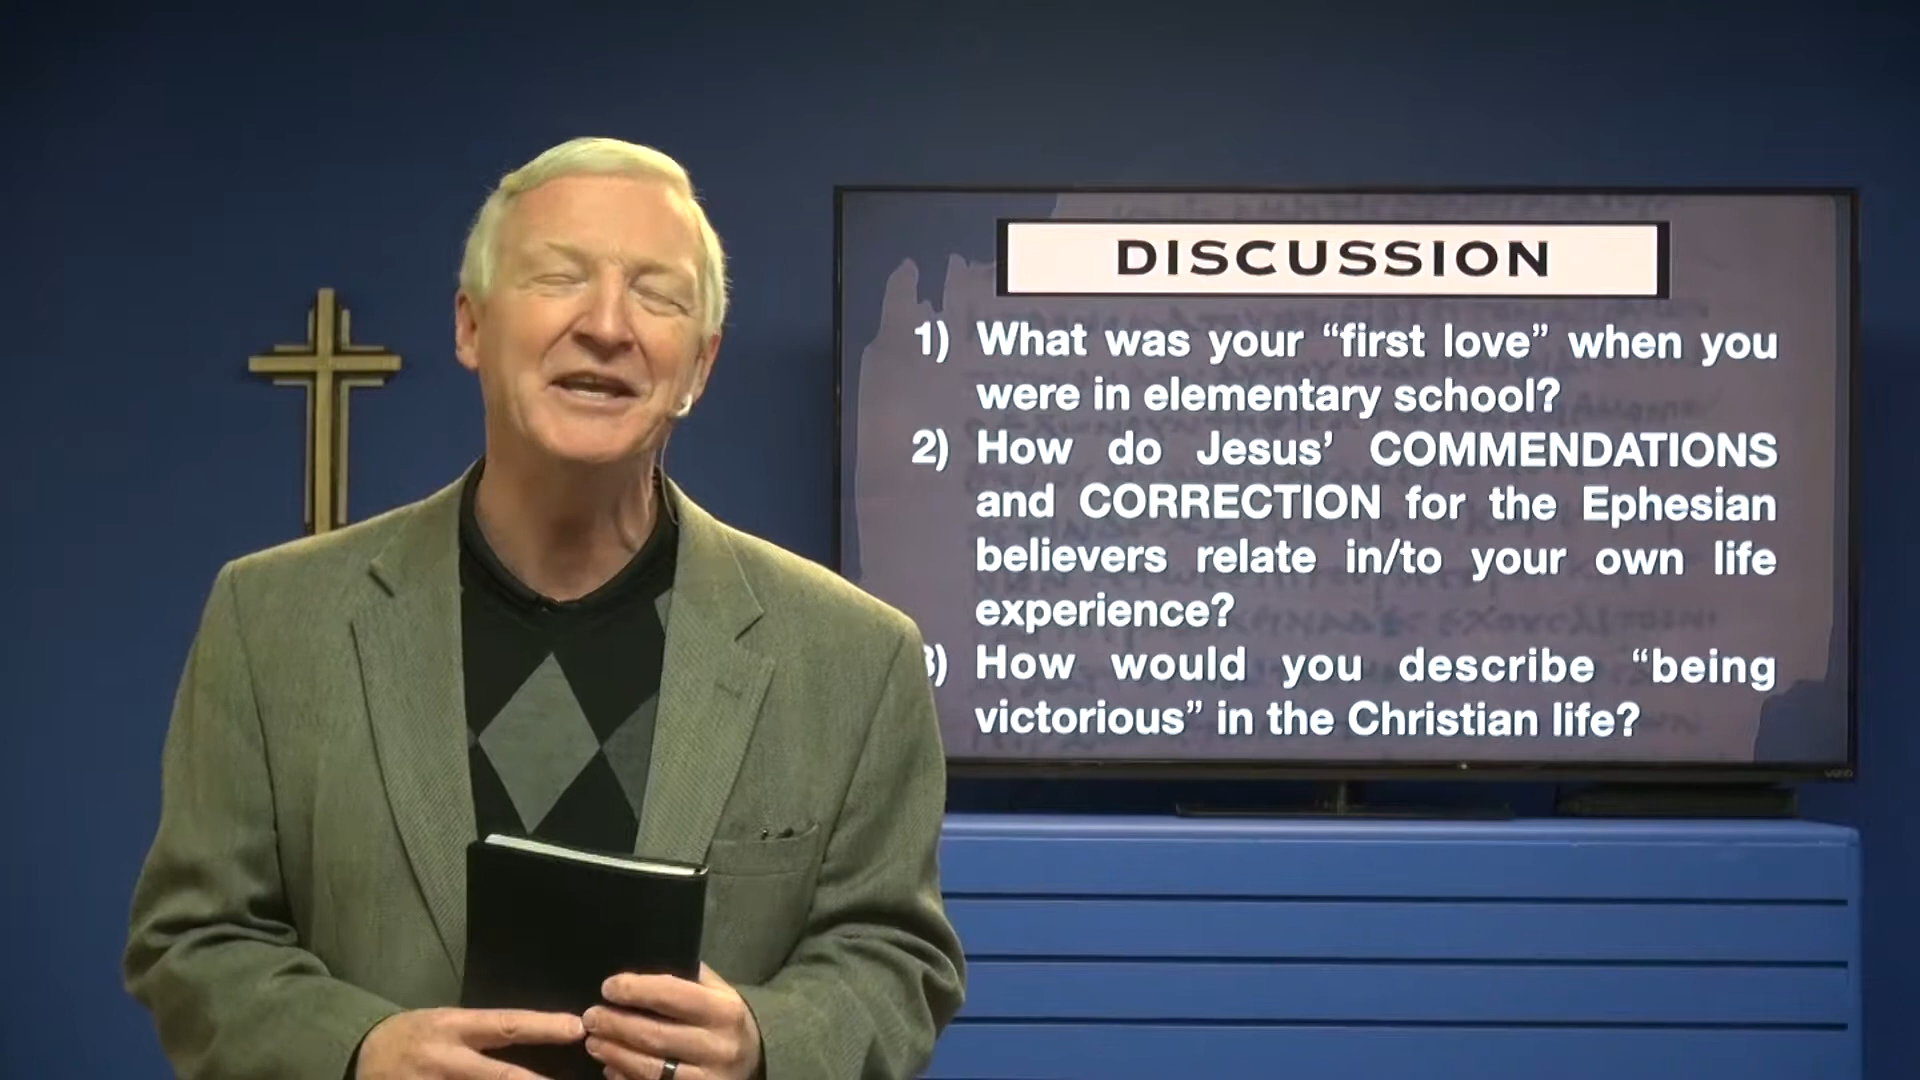 DISCUSSION
1) What was your “first love” when you
were in elementary school?
2) How do Jesus’ COMMENDATIONS
and CORRECTION for the Ephesian
believers relate in/to your own life
experience?
3) How would you describe “being
victorious” in the Christian life?
VIZIO